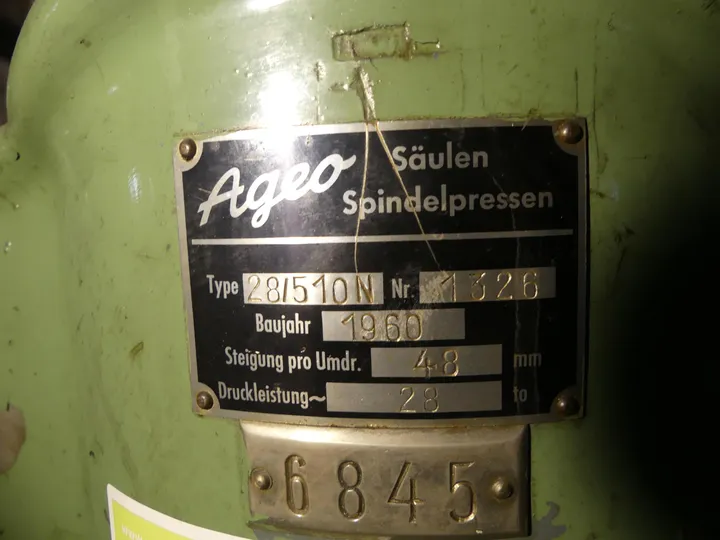 Ageo Säulen
Spindelpressen
Type 28/510N Nr. 1326
Baujahr 1960
Steigung pro Umdr. 48 mm
Druckleistung~ 28 to
6845